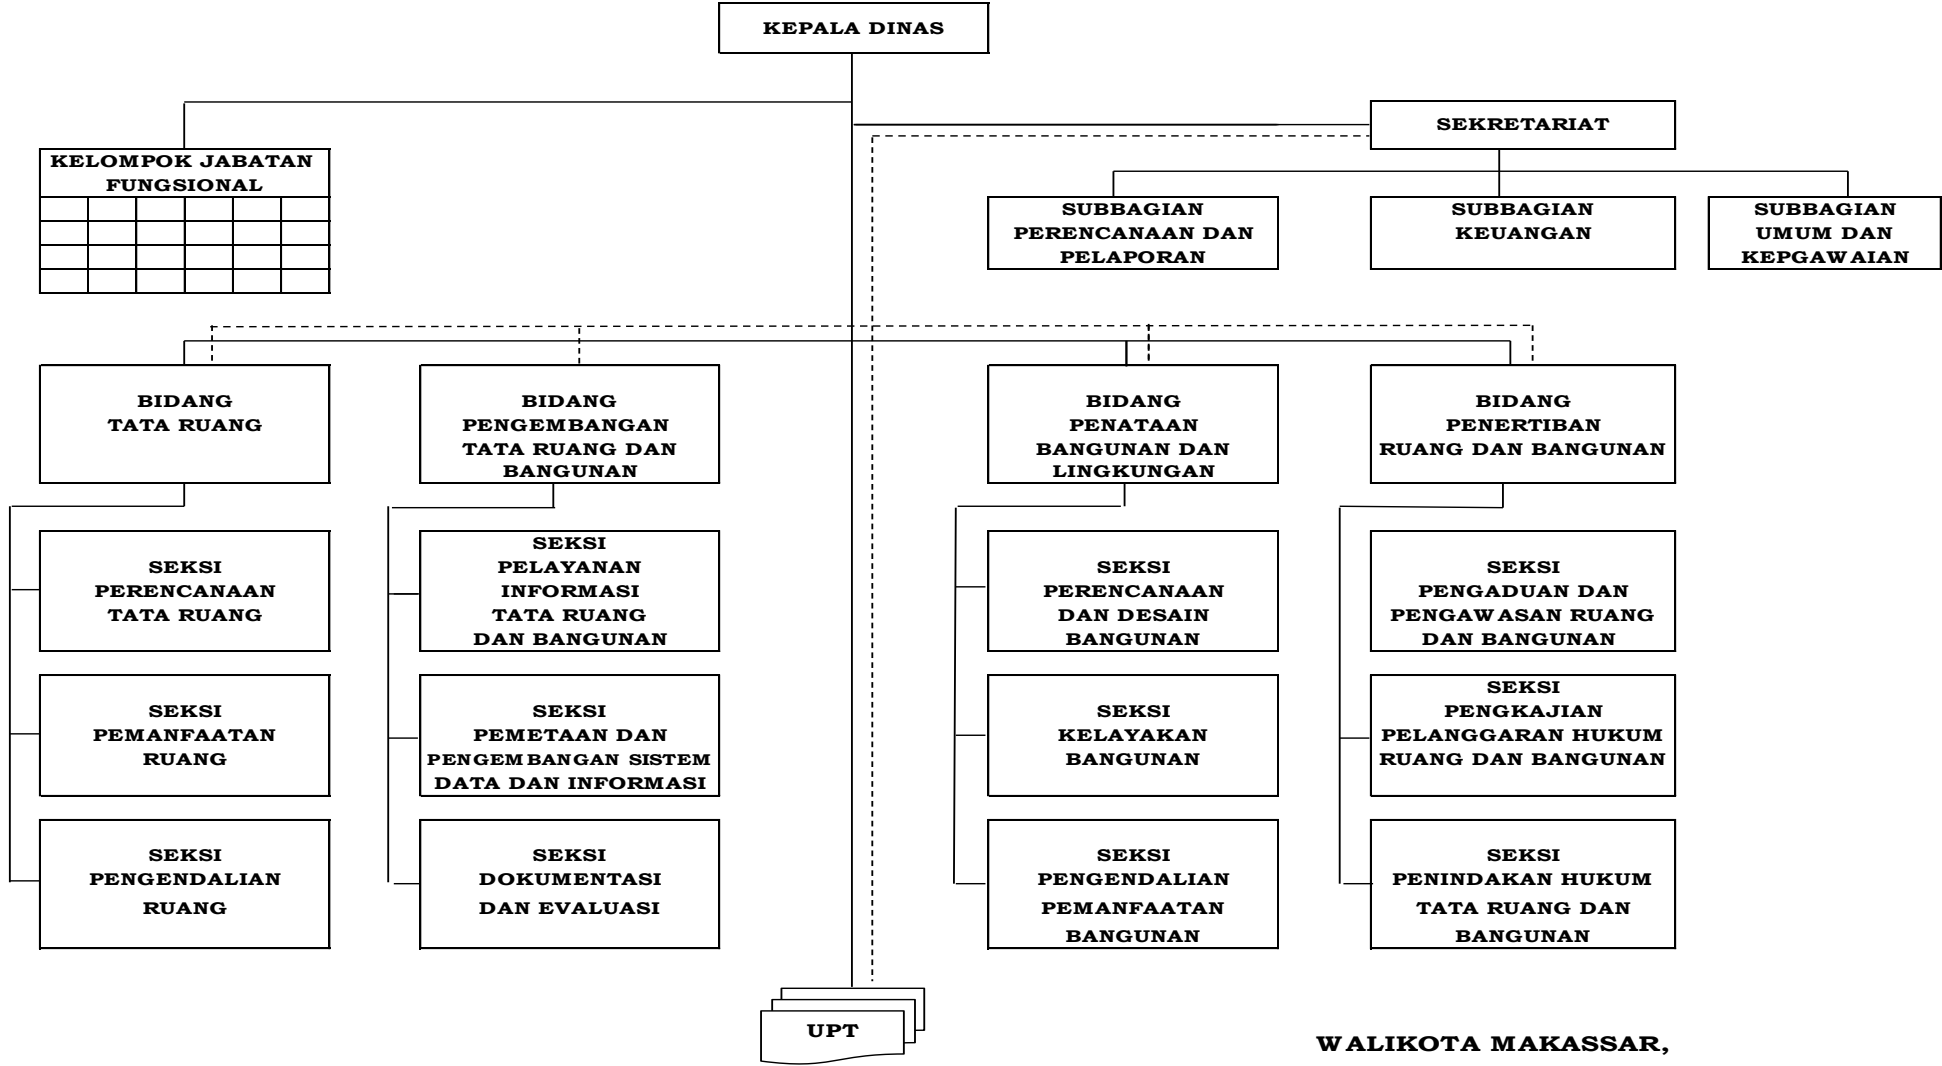 KEPALA DINAS
SEKRETARIAT
KELOMPOK JABATAN
FUNGSIONAL
SUBBAGIAN
PERENCANAAN DAN
PELAPORAN
SUBBAGIAN
KEUANGAN
SUBBAGIAN
UMUM DAN
KEPGAWAIAN
BIDANG
TATA RUANG
BIDANG
PENGEMBANGAN
TATA RUANG DAN
BANGUNAN
BIDANG
PENATAAN
BANGUNAN DAN
LINGKUNGAN
BIDANG
PENERTIBAN
RUANG DAN BANGUNAN
SEKSI
PERENCANAAN
TATA RUANG
SEKSI
PELAYANAN
INFORMASI
TATA RUANG
DAN BANGUNAN
SEKSI
PERENCANAAN
DAN DESAIN
BANGUNAN
SEKSI
PENGADUAN DAN
PENGAWASAN RUANG
DAN BANGUNAN
SEKSI
PEMANFAATAN
RUANG
SEKSI
PEMETAAN DAN
PENGEMBANGAN SISTEM
DATA DAN INFORMASI
SEKSI
KELAYAKAN
BANGUNAN
SEKSI
PENGKAJIAN
PELANGGARAN HUKUM
RUANG DAN BANGUNAN
SEKSI
PENGENDALIAN
RUANG
SEKSI
DOKUMENTASI
DAN EVALUASI
SEKSI
PENGENDALIAN
PEMANFAATAN
BANGUNAN
SEKSI
PENINDAKAN HUKUM
TATA RUANG DAN
BANGUNAN
UPT
WALIKOTA MAKASSAR,